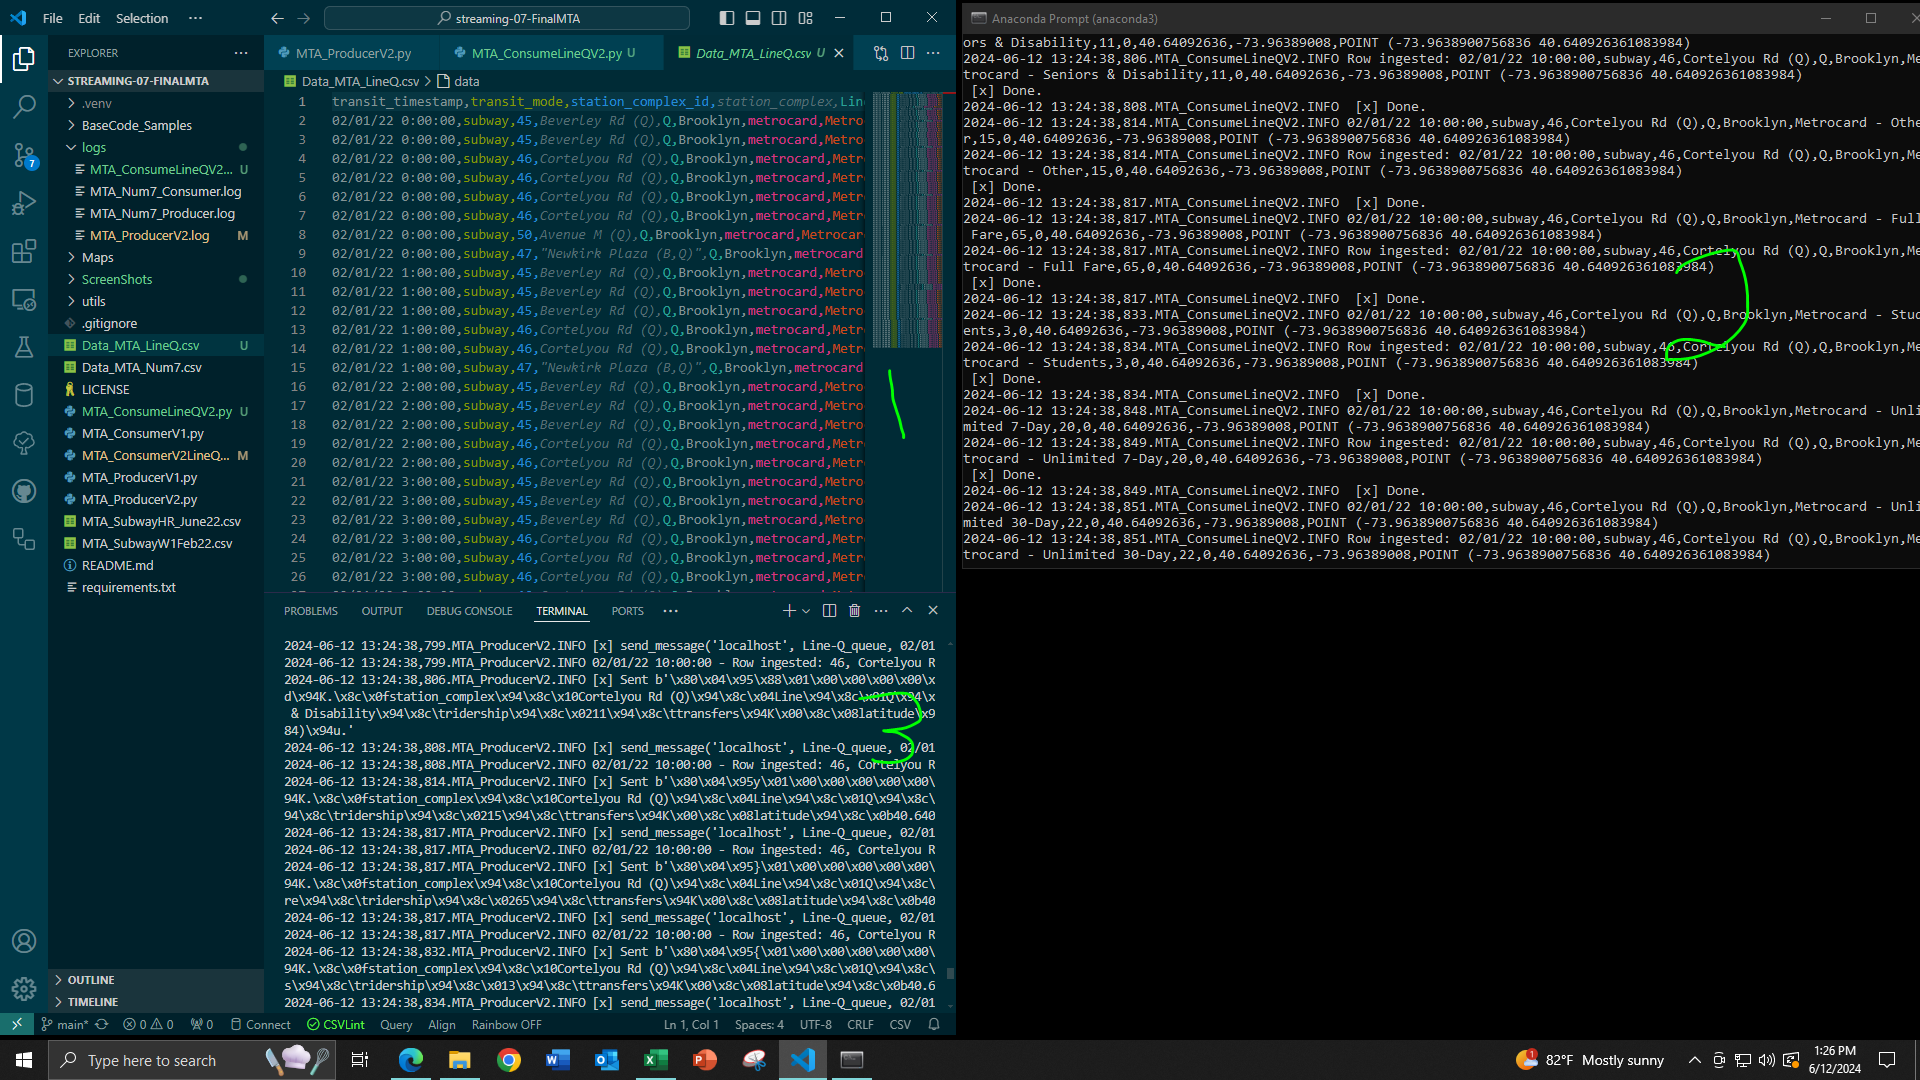 File Edit Selection ···
streaming-07-FinalMTA
EXPLORER ···
STREAMING-07-FINALMTA
.venv
BaseCode_Samples
logs
MTA_ConsumeLineQV2... U
MTA_Num7_Consumer.log
MTA_Num7_Producer.log
MTA_ProducerV2.log M
Maps
ScreenShots
utils
.gitignore
Data_MTA_LineQ.csv U
Data_MTA_Num7.csv
LICENSE
MTA_ConsumeLineQV2.py U
MTA_ConsumerV1.py
MTA_ConsumerV2LineQ... M
MTA_ProducerV1.py
MTA_ProducerV2.py
MTA_SubwayHR_June22.csv
MTA_SubwayW1Feb22.csv
README.md
requirements.txt
OUTLINE
TIMELINE
7
MTA_ProducerV2.py MTA_ConsumeLineQV2.py U Data_MTA_LineQ.csv U
Data_MTA_LineQ.csv > data
1 transit_timestamp,transit_mode,station_complex_id,station_complex,Lin
2 02/01/22 0:00:00,subway,45,Beverley Rd (Q),Q,Brooklyn,metrocard,Metro
3 02/01/22 0:00:00,subway,45,Beverley Rd (Q),Q,Brooklyn,metrocard,Metro
4 02/01/22 0:00:00,subway,46,Cortelyou Rd (Q),Q,Brooklyn,metrocard,Metr
5 02/01/22 0:00:00,subway,46,Cortelyou Rd (Q),Q,Brooklyn,metrocard,Metr
6 02/01/22 0:00:00,subway,46,Cortelyou Rd (Q),Q,Brooklyn,metrocard,Metr
7 02/01/22 0:00:00,subway,46,Cortelyou Rd (Q),Q,Brooklyn,metrocard,Metr
8 02/01/22 0:00:00,subway,50,Avenue M (Q),Q,Brooklyn,metrocard,Metrocar
9 02/01/22 0:00:00,subway,47,"Newkirk Plaza (B,Q)",Q,Brooklyn,metrocard
10 02/01/22 1:00:00,subway,45,Beverley Rd (Q),Q,Brooklyn,metrocard,Metro
11 02/01/22 1:00:00,subway,45,Beverley Rd (Q),Q,Brooklyn,metrocard,Metro
12 02/01/22 1:00:00,subway,45,Beverley Rd (Q),Q,Brooklyn,metrocard,Metro
13 02/01/22 1:00:00,subway,46,Cortelyou Rd (Q),Q,Brooklyn,metrocard,Metr
14 02/01/22 1:00:00,subway,46,Cortelyou Rd (Q),Q,Brooklyn,metrocard,Metr
15 02/01/22 1:00:00,subway,47,"Newkirk Plaza (B,Q)",Q,Brooklyn,metrocard
16 02/01/22 2:00:00,subway,45,Beverley Rd (Q),Q,Brooklyn,metrocard,Metro
17 02/01/22 2:00:00,subway,45,Beverley Rd (Q),Q,Brooklyn,metrocard,Metro
18 02/01/22 2:00:00,subway,45,Beverley Rd (Q),Q,Brooklyn,metrocard,Metro
19 02/01/22 2:00:00,subway,46,Cortelyou Rd (Q),Q,Brooklyn,metrocard,Metr
20 02/01/22 2:00:00,subway,46,Cortelyou Rd (Q),Q,Brooklyn,metrocard,Metr
21 02/01/22 3:00:00,subway,45,Beverley Rd (Q),Q,Brooklyn,metrocard,Metro
22 02/01/22 3:00:00,subway,45,Beverley Rd (Q),Q,Brooklyn,metrocard,Metro
23 02/01/22 3:00:00,subway,45,Beverley Rd (Q),Q,Brooklyn,metrocard,Metro
24 02/01/22 3:00:00,subway,46,Cortelyou Rd (Q),Q,Brooklyn,metrocard,Metr
25 02/01/22 3:00:00,subway,46,Cortelyou Rd (Q),Q,Brooklyn,metrocard,Metr
26 02/01/22 3:00:00,subway,46,Cortelyou Rd (Q),Q,Brooklyn,metrocard,Metr
1
PROBLEMS OUTPUT DEBUG CONSOLE TERMINAL PORTS ···
2024-06-12 13:24:38,799.MTA_ProducerV2.INFO [x] send_message('localhost', Line-Q_queue, 02/01
2024-06-12 13:24:38,799.MTA_ProducerV2.INFO 02/01/22 10:00:00 - Row ingested: 46, Cortelyou R
2024-06-12 13:24:38,806.MTA_ProducerV2.INFO [x] Sent b'\x80\x04\x95\x88\x01\x00\x00\x00\x00\x
d\x94K.\x8c\x0fstation_complex\x94\x8c\x10Cortelyou Rd (Q)\x94\x8c\x04Line\x94\x8c\x01Q\x94\x
& Disability\x94\x8c\tridership\x94\x8c\x0211\x94\x8c\ttransfers\x94K\x00\x8c\x08latitude\x9
84)\x94u.'
2024-06-12 13:24:38,808.MTA_ProducerV2.INFO [x] send_message('localhost', Line-Q_queue, 02/01
2024-06-12 13:24:38,808.MTA_ProducerV2.INFO 02/01/22 10:00:00 - Row ingested: 46, Cortelyou R
2024-06-12 13:24:38,814.MTA_ProducerV2.INFO [x] Sent b'\x80\x04\x95y\x01\x00\x00\x00\x00\x00\
94K.\x8c\x0fstation_complex\x94\x8c\x10Cortelyou Rd (Q)\x94\x8c\x04Line\x94\x8c\x01Q\x94\x8c\
94\x8c\tridership\x94\x8c\x0215\x94\x8c\ttransfers\x94K\x00\x8c\x08latitude\x94\x8c\x0b40.640
2024-06-12 13:24:38,817.MTA_ProducerV2.INFO [x] send_message('localhost', Line-Q_queue, 02/01
2024-06-12 13:24:38,817.MTA_ProducerV2.INFO 02/01/22 10:00:00 - Row ingested: 46, Cortelyou R
2024-06-12 13:24:38,817.MTA_ProducerV2.INFO [x] Sent b'\x80\x04\x95}\x01\x00\x00\x00\x00\x00\
94K.\x8c\x0fstation_complex\x94\x8c\x10Cortelyou Rd (Q)\x94\x8c\x04Line\x94\x8c\x01Q\x94\x8c\
re\x94\x8c\tridership\x94\x8c\x0265\x94\x8c\ttransfers\x94K\x00\x8c\x08latitude\x94\x8c\x0b40
2024-06-12 13:24:38,817.MTA_ProducerV2.INFO [x] send_message('localhost', Line-Q_queue, 02/01
2024-06-12 13:24:38,817.MTA_ProducerV2.INFO 02/01/22 10:00:00 - Row ingested: 46, Cortelyou R
2024-06-12 13:24:38,832.MTA_ProducerV2.INFO [x] Sent b'\x80\x04\x95{\x01\x00\x00\x00\x00\x00\
94K.\x8c\x0fstation_complex\x94\x8c\x10Cortelyou Rd (Q)\x94\x8c\x04Line\x94\x8c\x01Q\x94\x8c\
s\x94\x8c\tridership\x94\x8c\x013\x94\x8c\ttransfers\x94K\x00\x8c\x08latitude\x94\x8c\x0b40.6
2024-06-12 13:24:38,834.MTA_ProducerV2.INFO [x] send_message('localhost', Line-Q_queue, 02/01
3
main* 0 0 0 Connect CSVLint Query Align Rainbow OFF Ln 1, Col 1 Spaces: 4 UTF-8 CRLF CSV
Anaconda Prompt (anaconda3)
ors & Disability,11,0,40.64092636,-73.96389008,POINT (-73.9638900756836 40.640926361083984)
2024-06-12 13:24:38,806.MTA_ConsumeLineQV2.INFO Row ingested: 02/01/22 10:00:00,subway,46,Cortelyou Rd (Q),Q,Brooklyn,Me
trocard - Seniors & Disability,11,0,40.64092636,-73.96389008,POINT (-73.9638900756836 40.640926361083984)
[x] Done.
2024-06-12 13:24:38,808.MTA_ConsumeLineQV2.INFO [x] Done.
2024-06-12 13:24:38,814.MTA_ConsumeLineQV2.INFO 02/01/22 10:00:00,subway,46,Cortelyou Rd (Q),Q,Brooklyn,Metrocard - Othe
r,15,0,40.64092636,-73.96389008,POINT (-73.9638900756836 40.640926361083984)
2024-06-12 13:24:38,814.MTA_ConsumeLineQV2.INFO Row ingested: 02/01/22 10:00:00,subway,46,Cortelyou Rd (Q),Q,Brooklyn,Me
trocard - Other,15,0,40.64092636,-73.96389008,POINT (-73.9638900756836 40.640926361083984)
[x] Done.
2024-06-12 13:24:38,817.MTA_ConsumeLineQV2.INFO [x] Done.
2024-06-12 13:24:38,817.MTA_ConsumeLineQV2.INFO 02/01/22 10:00:00,subway,46,Cortelyou Rd (Q),Q,Brooklyn,Metrocard - Full
Fare,65,0,40.64092636,-73.96389008,POINT (-73.9638900756836 40.640926361083984)
2024-06-12 13:24:38,817.MTA_ConsumeLineQV2.INFO Row ingested: 02/01/22 10:00:00,subway,46,Cortelyou Rd (Q),Q,Brooklyn,Me
trocard - Full Fare,65,0,40.64092636,-73.96389008,POINT (-73.9638900756836 40.640926361083984)
[x] Done.
2024-06-12 13:24:38,817.MTA_ConsumeLineQV2.INFO [x] Done.
2024-06-12 13:24:38,833.MTA_ConsumeLineQV2.INFO 02/01/22 10:00:00,subway,46,Cortelyou Rd (Q),Q,Brooklyn,Metrocard - Stud
ents,3,0,40.64092636,-73.96389008,POINT (-73.9638900756836 40.640926361083984)
2024-06-12 13:24:38,834.MTA_ConsumeLineQV2.INFO Row ingested: 02/01/22 10:00:00,subway,46,Cortelyou Rd (Q),Q,Brooklyn,Me
trocard - Students,3,0,40.64092636,-73.96389008,POINT (-73.9638900756836 40.640926361083984)
[x] Done.
2024-06-12 13:24:38,834.MTA_ConsumeLineQV2.INFO [x] Done.
2024-06-12 13:24:38,848.MTA_ConsumeLineQV2.INFO 02/01/22 10:00:00,subway,46,Cortelyou Rd (Q),Q,Brooklyn,Metrocard - Unli
mited 7-Day,20,0,40.64092636,-73.96389008,POINT (-73.9638900756836 40.640926361083984)
2024-06-12 13:24:38,849.MTA_ConsumeLineQV2.INFO Row ingested: 02/01/22 10:00:00,subway,46,Cortelyou Rd (Q),Q,Brooklyn,Me
trocard - Unlimited 7-Day,20,0,40.64092636,-73.96389008,POINT (-73.9638900756836 40.640926361083984)
[x] Done.
2024-06-12 13:24:38,849.MTA_ConsumeLineQV2.INFO [x] Done.
2024-06-12 13:24:38,851.MTA_ConsumeLineQV2.INFO 02/01/22 10:00:00,subway,46,Cortelyou Rd (Q),Q,Brooklyn,Metrocard - Unli
mited 30-Day,22,0,40.64092636,-73.96389008,POINT (-73.9638900756836 40.640926361083984)
2024-06-12 13:24:38,851.MTA_ConsumeLineQV2.INFO Row ingested: 02/01/22 10:00:00,subway,46,Cortelyou Rd (Q),Q,Brooklyn,Me
trocard - Unlimited 30-Day,22,0,40.64092636,-73.96389008,POINT (-73.9638900756836 40.640926361083984)
2
Type here to search
82°F Mostly sunny
1:26 PM
6/12/2024